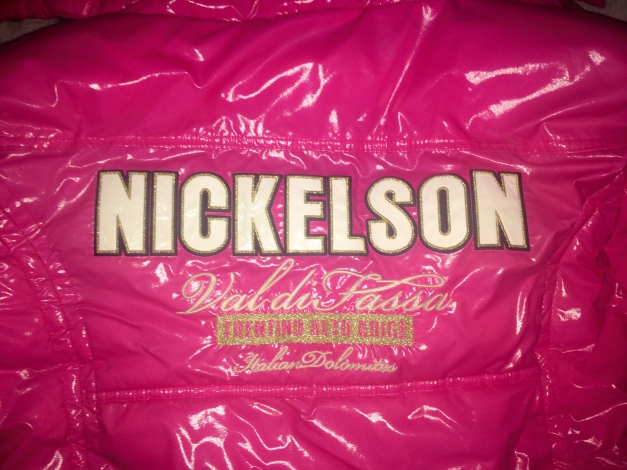 NICKELSON
Val di Fassa
TRENTINO ALTO ADIGE
Italian Dolomites